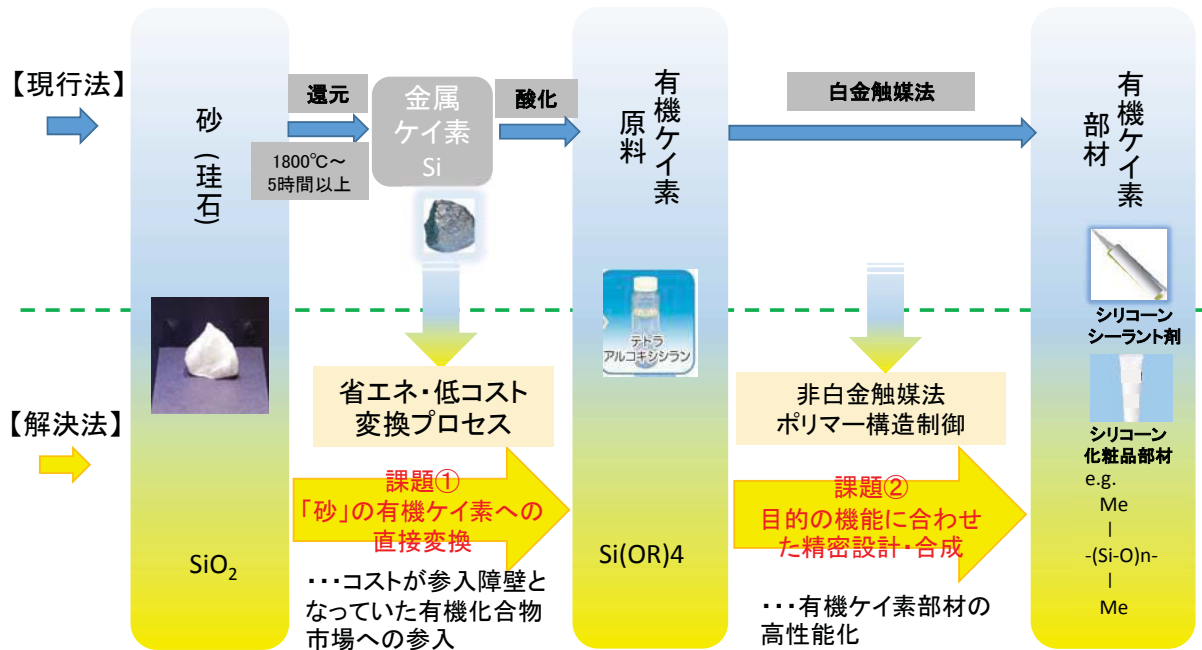 【現行法】
砂(珪石)
還元
1800℃～
5時間以上
金属
ケイ素
Si
酸化
有機ケイ素
原料
白金触媒法
有機ケイ素
部材
テトラ
アルコキシシラン
シリコーン
シーラント剤
【解決法】
省エネ・低コスト
変換プロセス
非白金触媒法
ポリマー構造制御
シリコーン
化粧品部材
課題①
「砂」の有機ケイ素への
直接変換
課題②
目的の機能に合わせ
た精密設計・合成
SiO2
・・・コストが参入障壁と
なっていた有機化合物
市場への参入
Si(OR)4
・・・有機ケイ素部材の
高性能化
e.g.
Me
|
-(Si-O)n-
|
Me